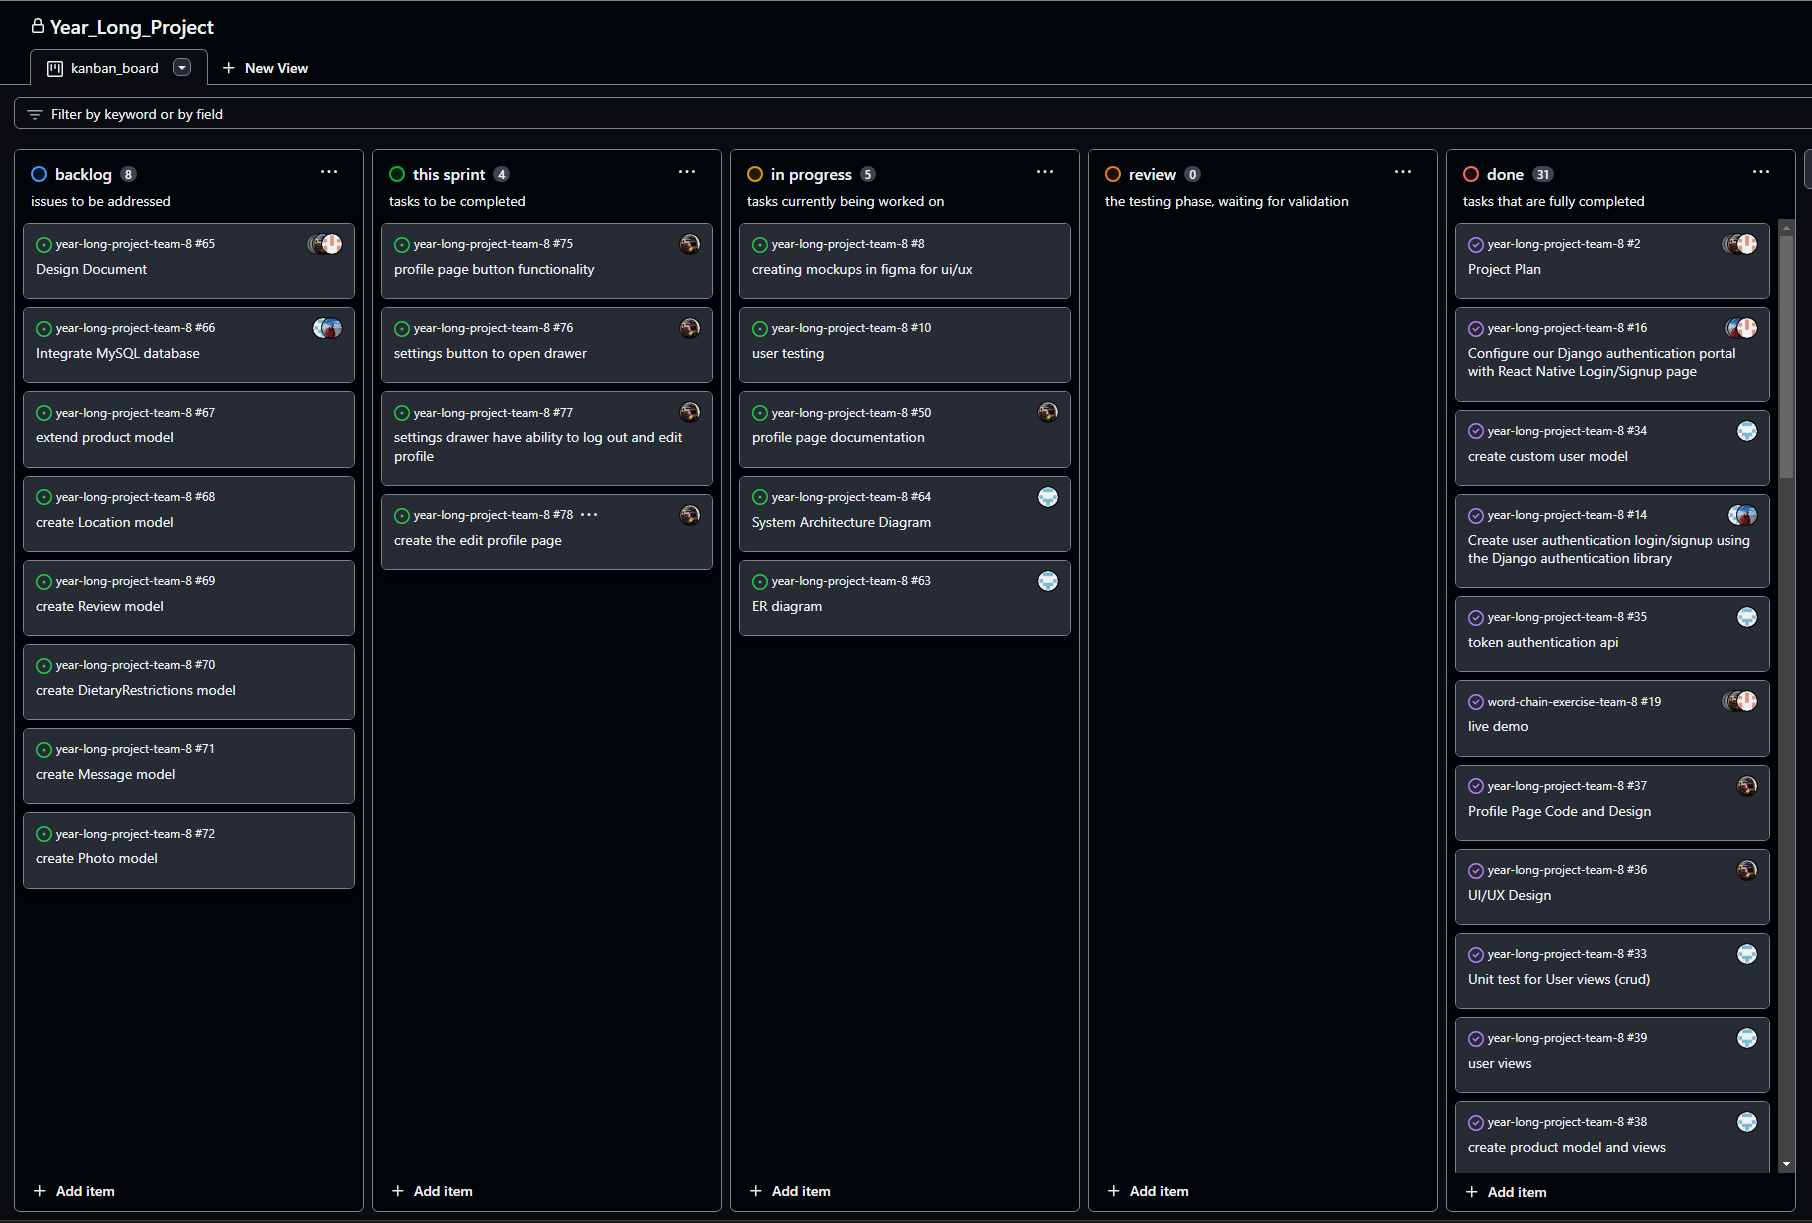 Year_Long_Project
kanban_board
New View
Filter by keyword or by field
backlog 8
issues to be addressed
year-long-project-team-8 #65
Design Document
year-long-project-team-8 #66
Integrate MySQL database
year-long-project-team-8 #67
extend product model
year-long-project-team-8 #68
create Location model
year-long-project-team-8 #69
create Review model
year-long-project-team-8 #70
create DietaryRestrictions model
year-long-project-team-8 #71
create Message model
year-long-project-team-8 #72
create Photo model
Add item
this sprint 4
tasks to be completed
year-long-project-team-8 #75
profile page button functionality
year-long-project-team-8 #76
settings button to open drawer
year-long-project-team-8 #77
settings drawer have ability to log out and edit
profile
year-long-project-team-8 #78
create the edit profile page
Add item
in progress 5
tasks currently being worked on
year-long-project-team-8 #8
creating mockups in figma for ui/ux
year-long-project-team-8 #10
user testing
year-long-project-team-8 #50
profile page documentation
year-long-project-team-8 #64
System Architecture Diagram
year-long-project-team-8 #63
ER diagram
Add item
review 0
the testing phase, waiting for validation
Add item
done 31
tasks that are fully completed
year-long-project-team-8 #2
Project Plan
year-long-project-team-8 #16
Configure our Django authentication portal
with React Native Login/Signup page
year-long-project-team-8 #34
create custom user model
year-long-project-team-8 #14
Create user authentication login/signup using
the Django authentication library
year-long-project-team-8 #35
token authentication api
word-chain-exercise-team-8 #19
live demo
year-long-project-team-8 #37
Profile Page Code and Design
year-long-project-team-8 #36
UI/UX Design
year-long-project-team-8 #33
Unit test for User views (crud)
year-long-project-team-8 #39
user views
year-long-project-team-8 #38
create product model and views
Add item